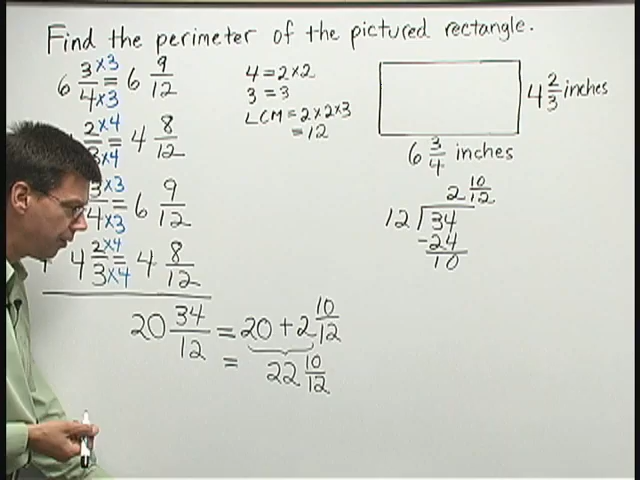 Find the perimeter of the pictured rectangle.
6 3/4 ×3/×3 = 6 9/12
2/3 ×4/×4 = 4 8/12
3/4 ×3/×3 = 6 9/12
+ 4 2/3 ×4/×4 = 4 8/12
20 34/12 = 20 + 2 10/12
= 22 10/12
4 = 2×2
3 = 3
LCM = 2×2×3
= 12
4 2/3 inches
6 3/4 inches
2 10/12
12 34
-24
10